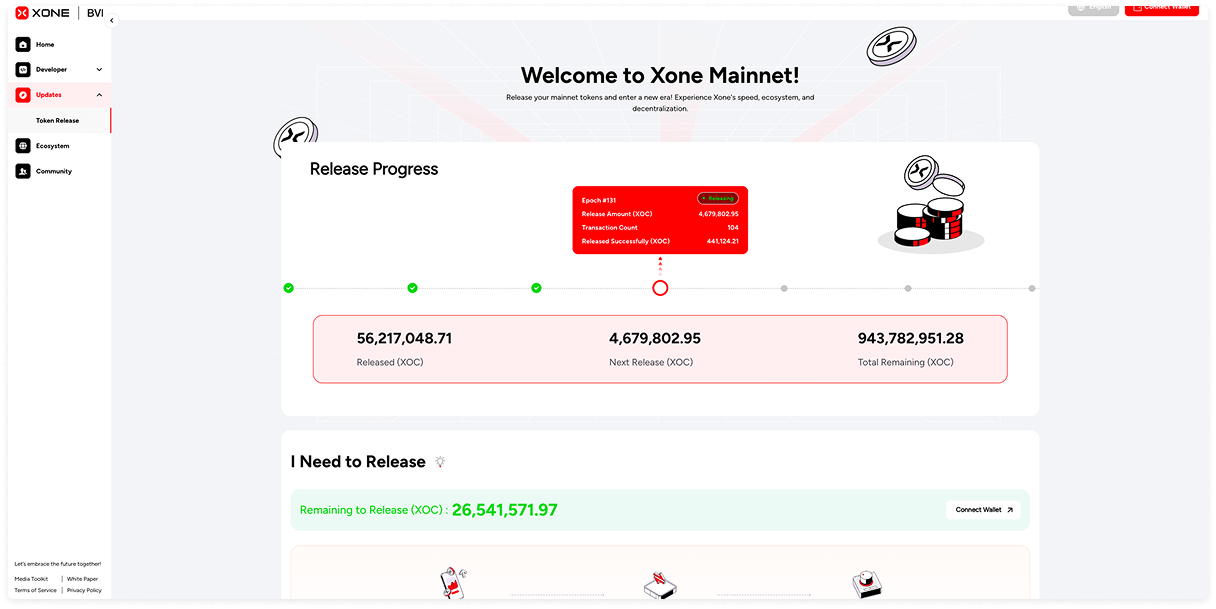 XONE | BVI
English
Connect Wallet
Home
Developer
Updates
Token Release
Ecosystem
Community
Let's embrace the future together!
Media Toolkit | White Paper
Terms of Service | Privacy Policy
Welcome to Xone Mainnet!
Release your mainnet tokens and enter a new era! Experience Xone's speed, ecosystem, and
decentralization.
Release Progress
Epoch #131 Releasing
Release Amount (XOC) 4,679,802.95
Transaction Count 104
Released Successfully (XOC) 441,124.21
56,217,048.71 4,679,802.95 943,782,951.28
Released (XOC) Next Release (XOC) Total Remaining (XOC)
I Need to Release
Remaining to Release (XOC) : 26,541,571.97 Connect Wallet